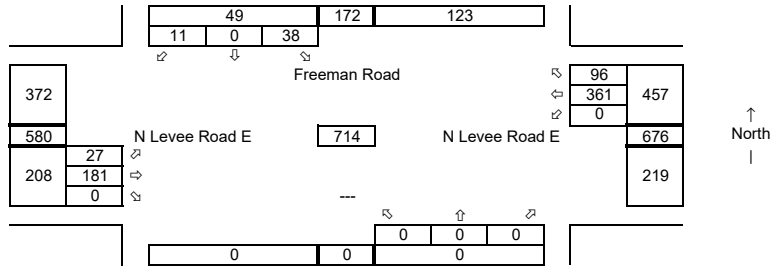 49 172 123
11 0 38
⬃ ⇩ ⬂
Freeman Road
⬁ 96
372 ⇦ 361 457
⬃ 0 ↑
580 N Levee Road E 714 N Levee Road E 676 North
27 ⬀ |
208 181 ⇨ 219
0 ⬂ ---
⬁ ⇧ ⬀
0 0 0
0 0 0